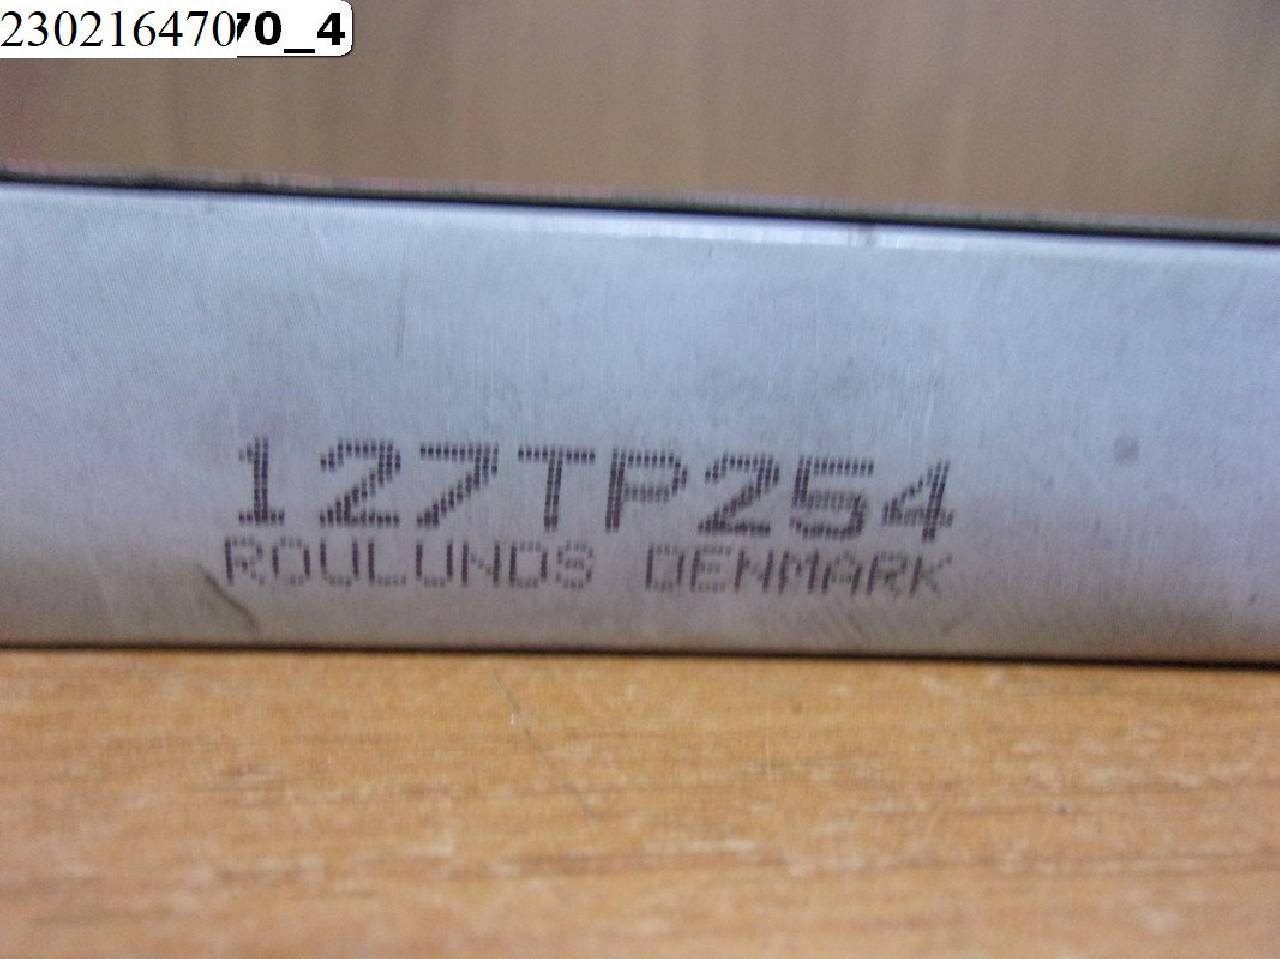 23021647070_4
127TP254
ROULUNDS DENMARK